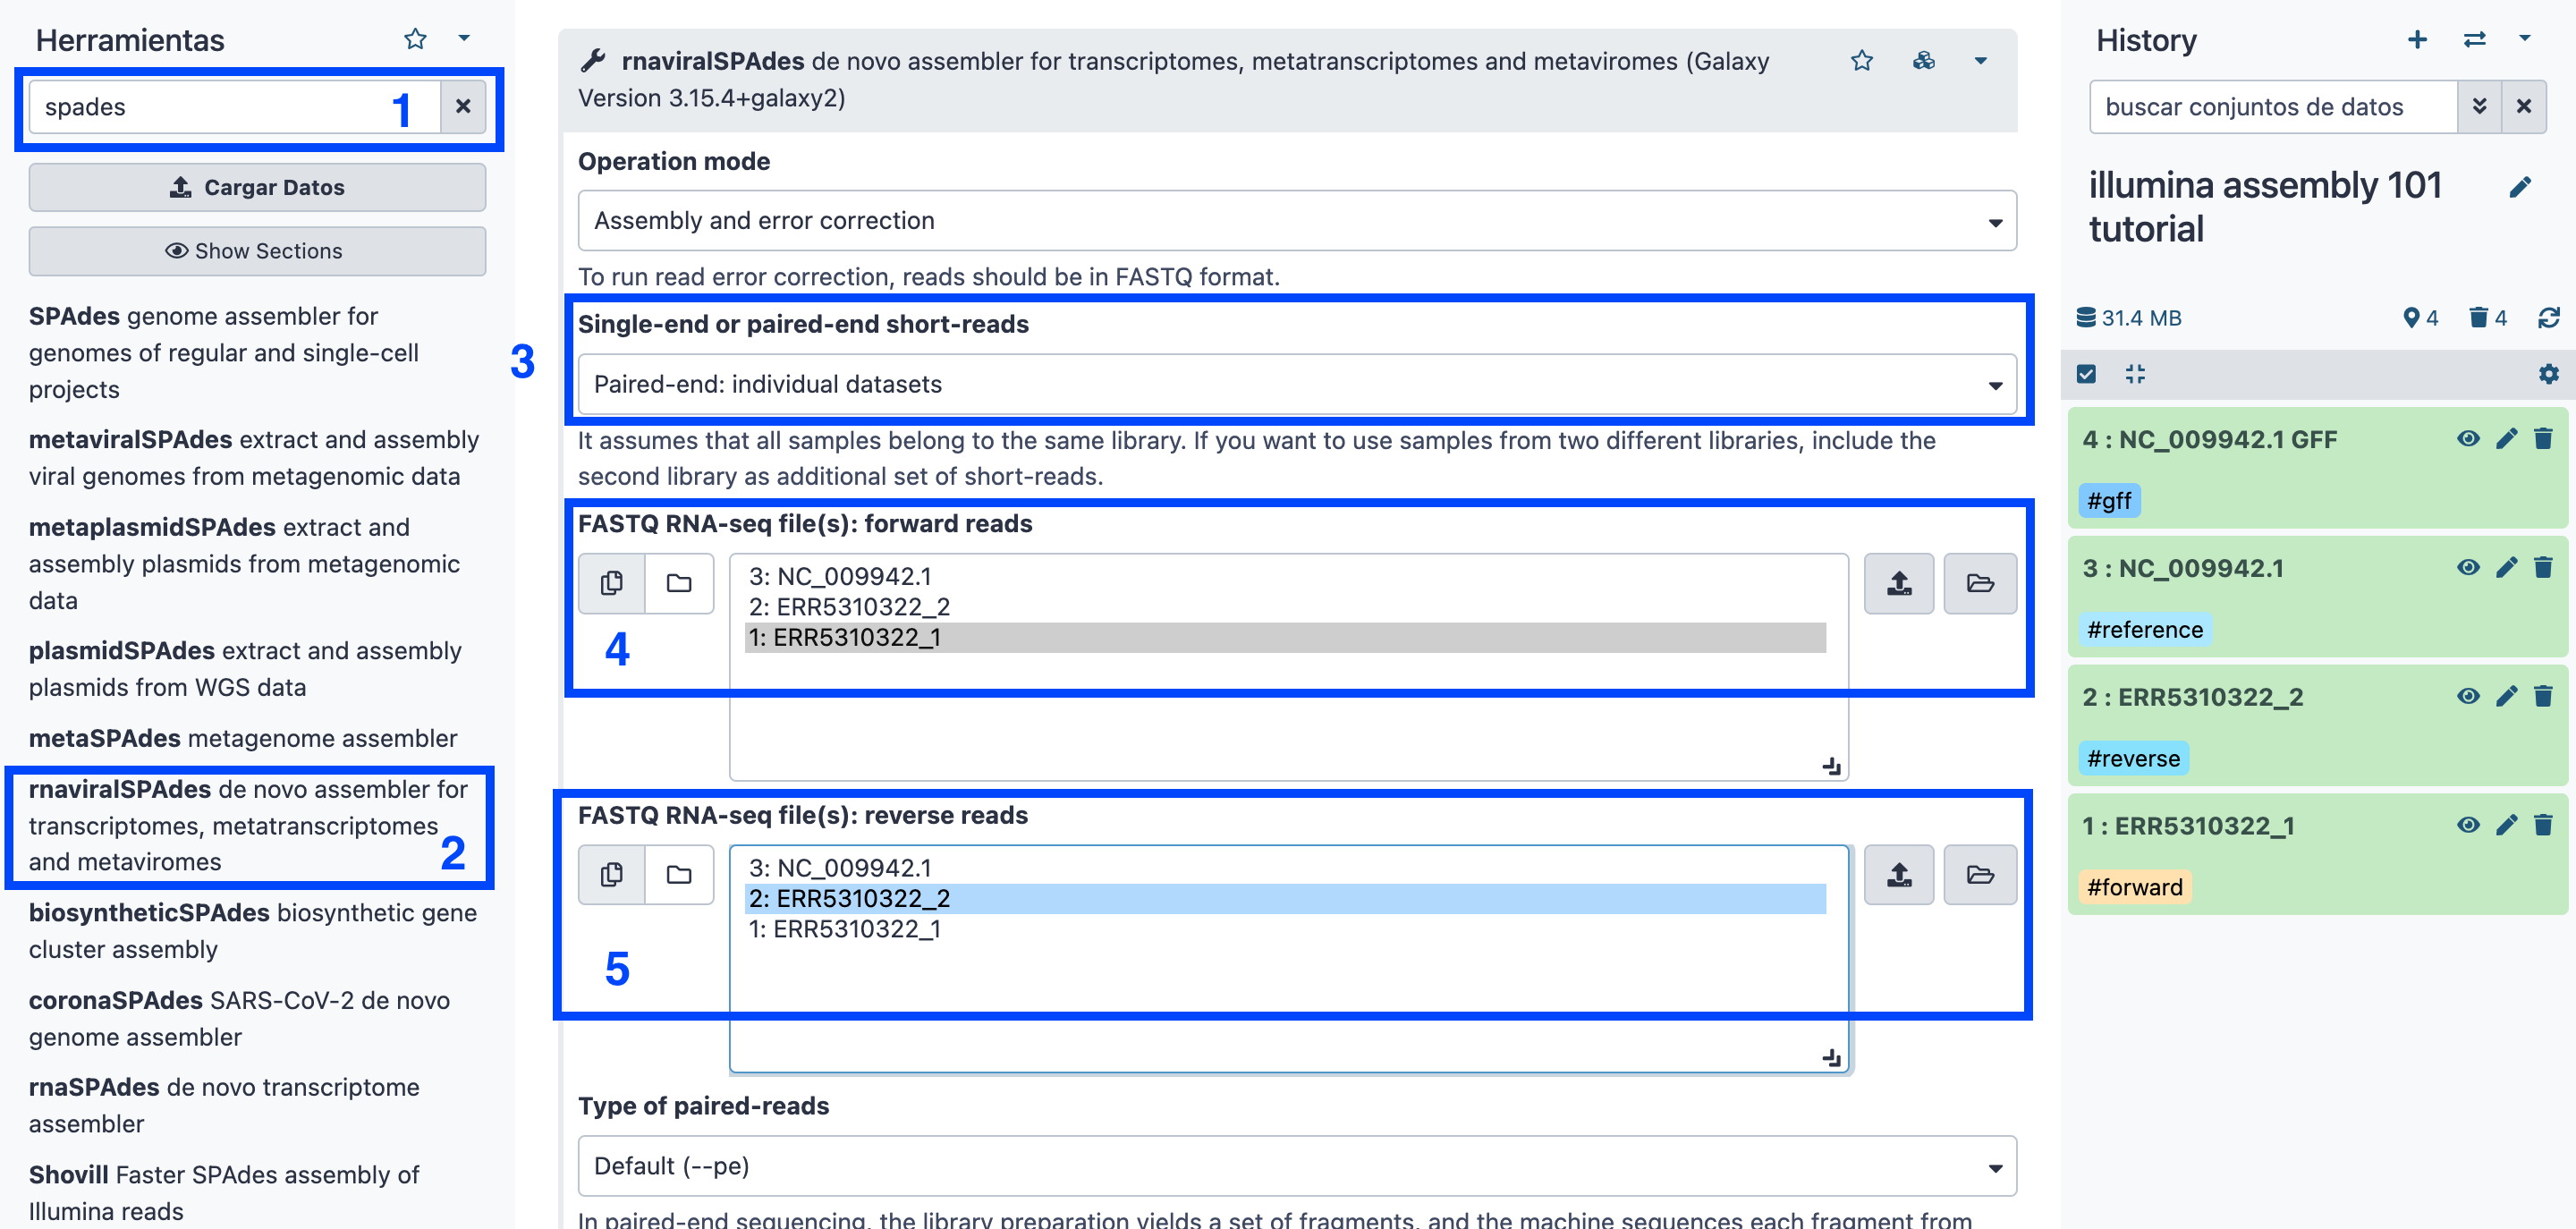 Herramientas
spades
1
Cargar Datos
Show Sections
SPAdes genome assembler for
genomes of regular and single-cell
projects
metaviralSPAdes extract and assembly
viral genomes from metagenomic data
metaplasmidSPAdes extract and
assembly plasmids from metagenomic
data
plasmidSPAdes extract and assembly
plasmids from WGS data
metaSPAdes metagenome assembler
rnaviralSPAdes de novo assembler for
transcriptomes, metatranscriptomes
and metaviromes
2
biosyntheticSPAdes biosynthetic gene
cluster assembly
coronaSPAdes SARS-CoV-2 de novo
genome assembler
rnaSPAdes de novo transcriptome
assembler
Shovill Faster SPAdes assembly of
Illumina reads
rnaviralSPAdes de novo assembler for transcriptomes, metatranscriptomes and metaviromes (Galaxy
Version 3.15.4+galaxy2)
Operation mode
Assembly and error correction
To run read error correction, reads should be in FASTQ format.
3
Single-end or paired-end short-reads
Paired-end: individual datasets
It assumes that all samples belong to the same library. If you want to use samples from two different libraries, include the
second library as additional set of short-reads.
FASTQ RNA-seq file(s): forward reads
3: NC_009942.1
2: ERR5310322_2
1: ERR5310322_1
4
FASTQ RNA-seq file(s): reverse reads
3: NC_009942.1
2: ERR5310322_2
1: ERR5310322_1
5
Type of paired-reads
Default (--pe)
In paired-end sequencing, the library preparation yields a set of fragments, and the machine sequences each fragment from
History
buscar conjuntos de datos
illumina assembly 101
tutorial
31.4 MB
4
4
4 : NC_009942.1 GFF
#gff
3 : NC_009942.1
#reference
2 : ERR5310322_2
#reverse
1 : ERR5310322_1
#forward